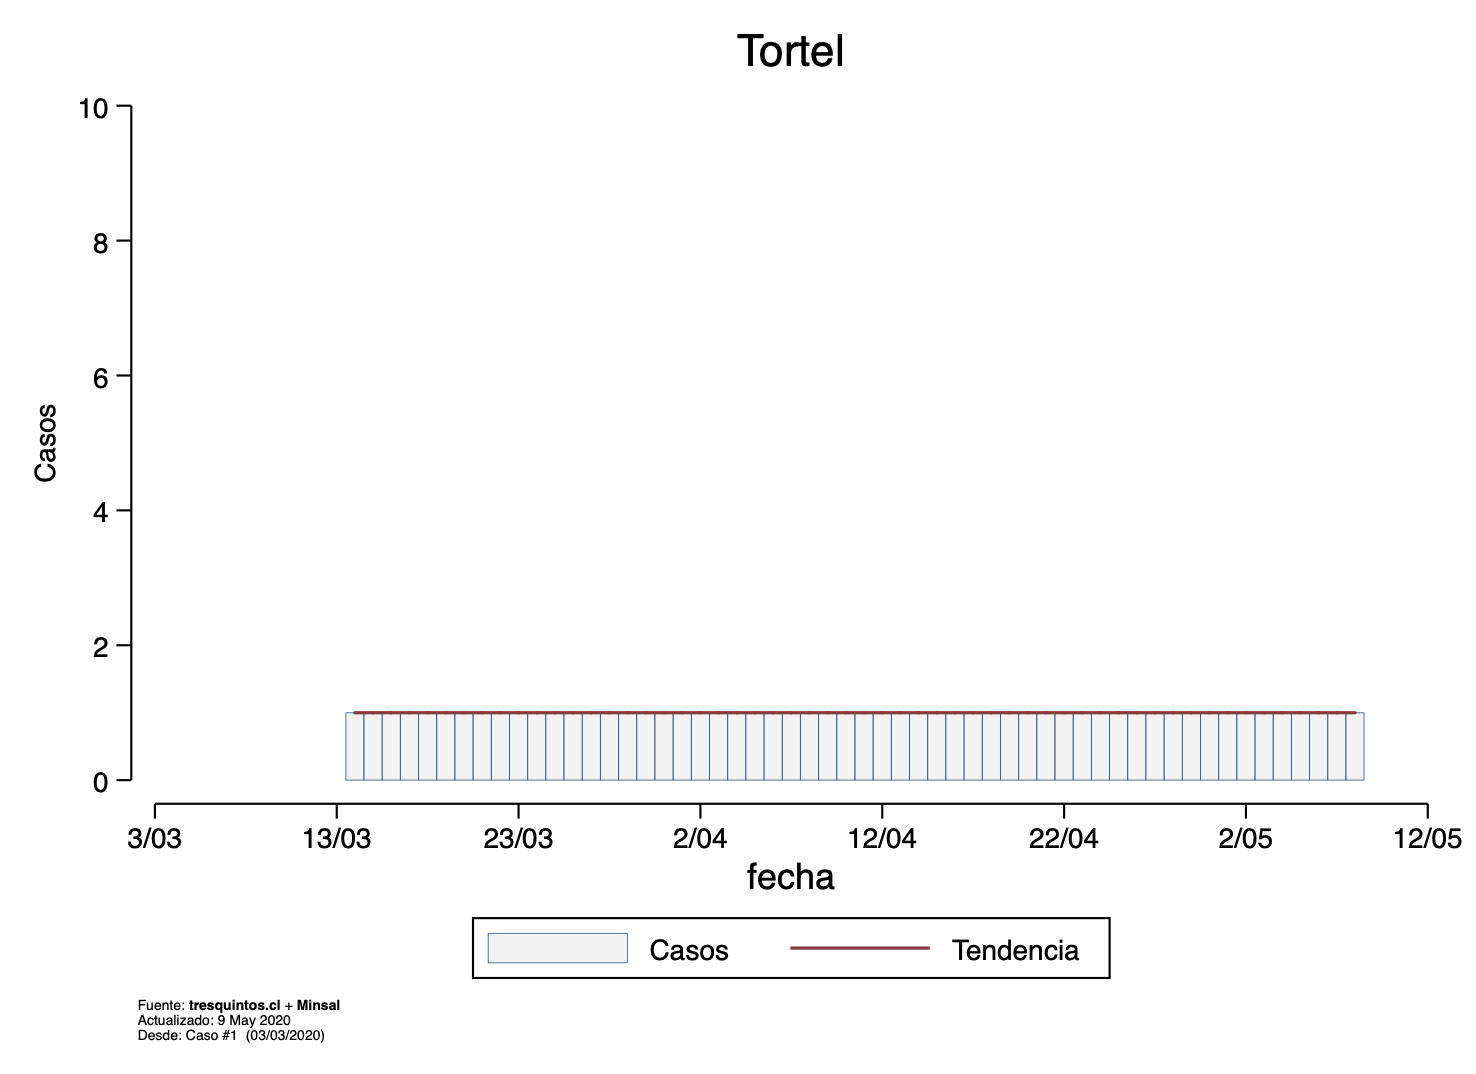 Tortel
10
8
6
4
2
0
Casos
3/03 13/03 23/03 2/04 12/04 22/04 2/05 12/05
fecha
Casos Tendencia
Fuente: tresquintos.cl + Minsal
Actualizado: 9 May 2020
Desde: Caso #1 (03/03/2020)